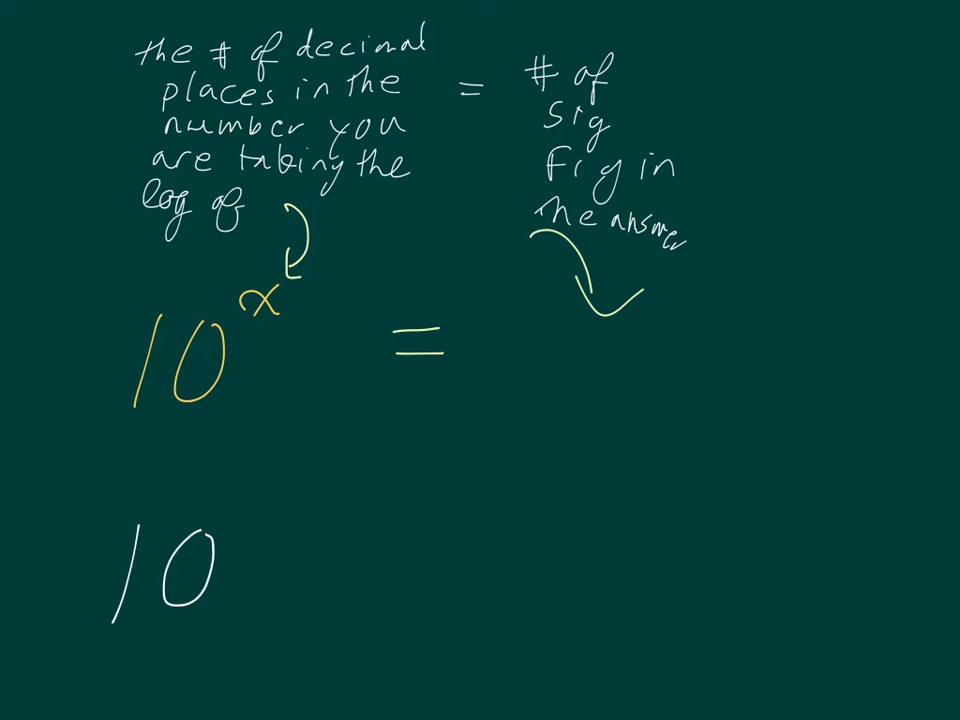 the # of decimal
places in the
number you
are taking the
log of
=
# of
Sig
Fig in
the answer
10^x =
10